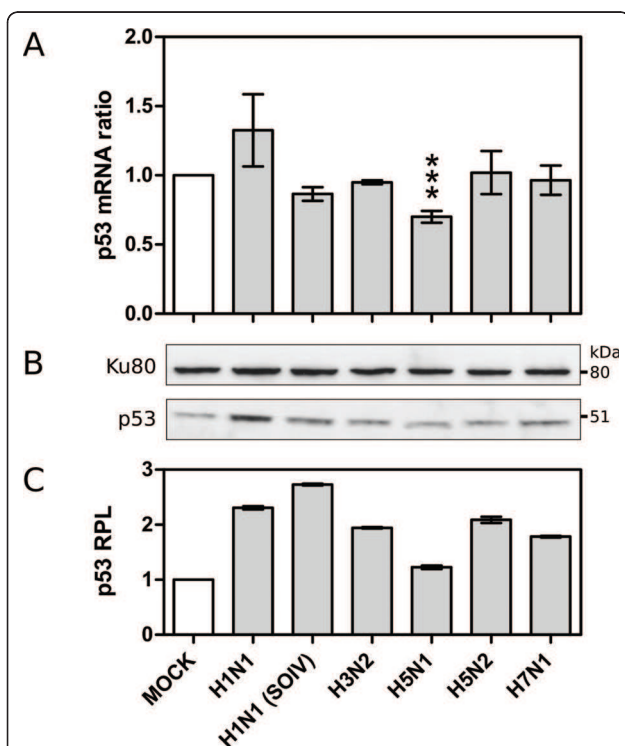 A
p53 mRNA ratio
2.0
1.5
1.0
0.5
0.0
***
B
Ku80
kDa
80
p53
51
C
p53 RPL
3
2
1
0
MOCK
H1N1
H1N1 (SOIV)
H3N2
H5N1
H5N2
H7N1